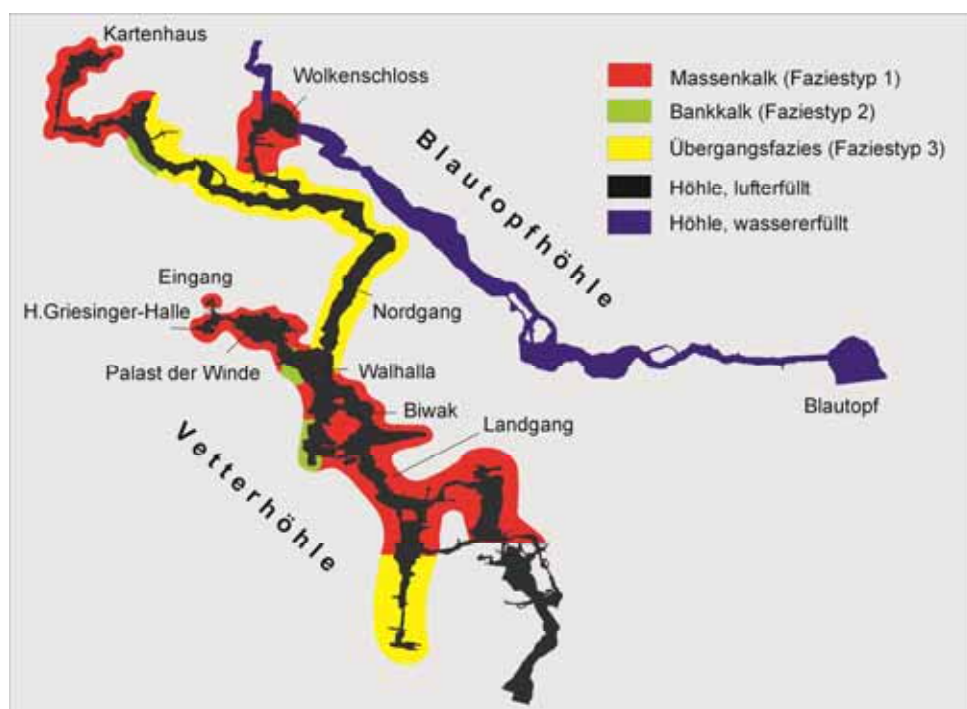 Kartenhaus
Wolkenschloss
Massenkalk (Faziestyp 1)
Bankkalk (Faziestyp 2)
Übergangsfazies (Faziestyp 3)
Höhle, lufterfüllt
Höhle, wassererfüllt
Blautopfhöhle
Eingang
H.Griesinger-Halle
Nordgang
Palast der Winde
Walhalla
Biwak
Blautopf
Landgang
Vetterhöhle